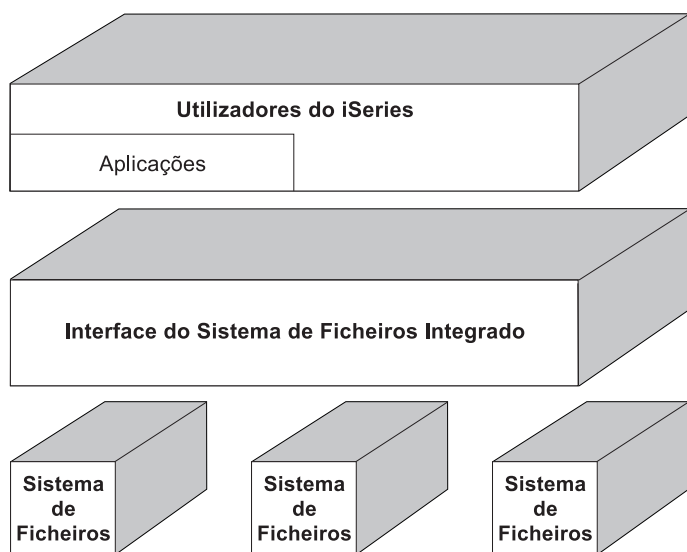 Utilizadores do iSeries
Aplicações
Interface do Sistema de Ficheiros Integrado
Sistema
de
Ficheiros
Sistema
de
Ficheiros
Sistema
de
Ficheiros